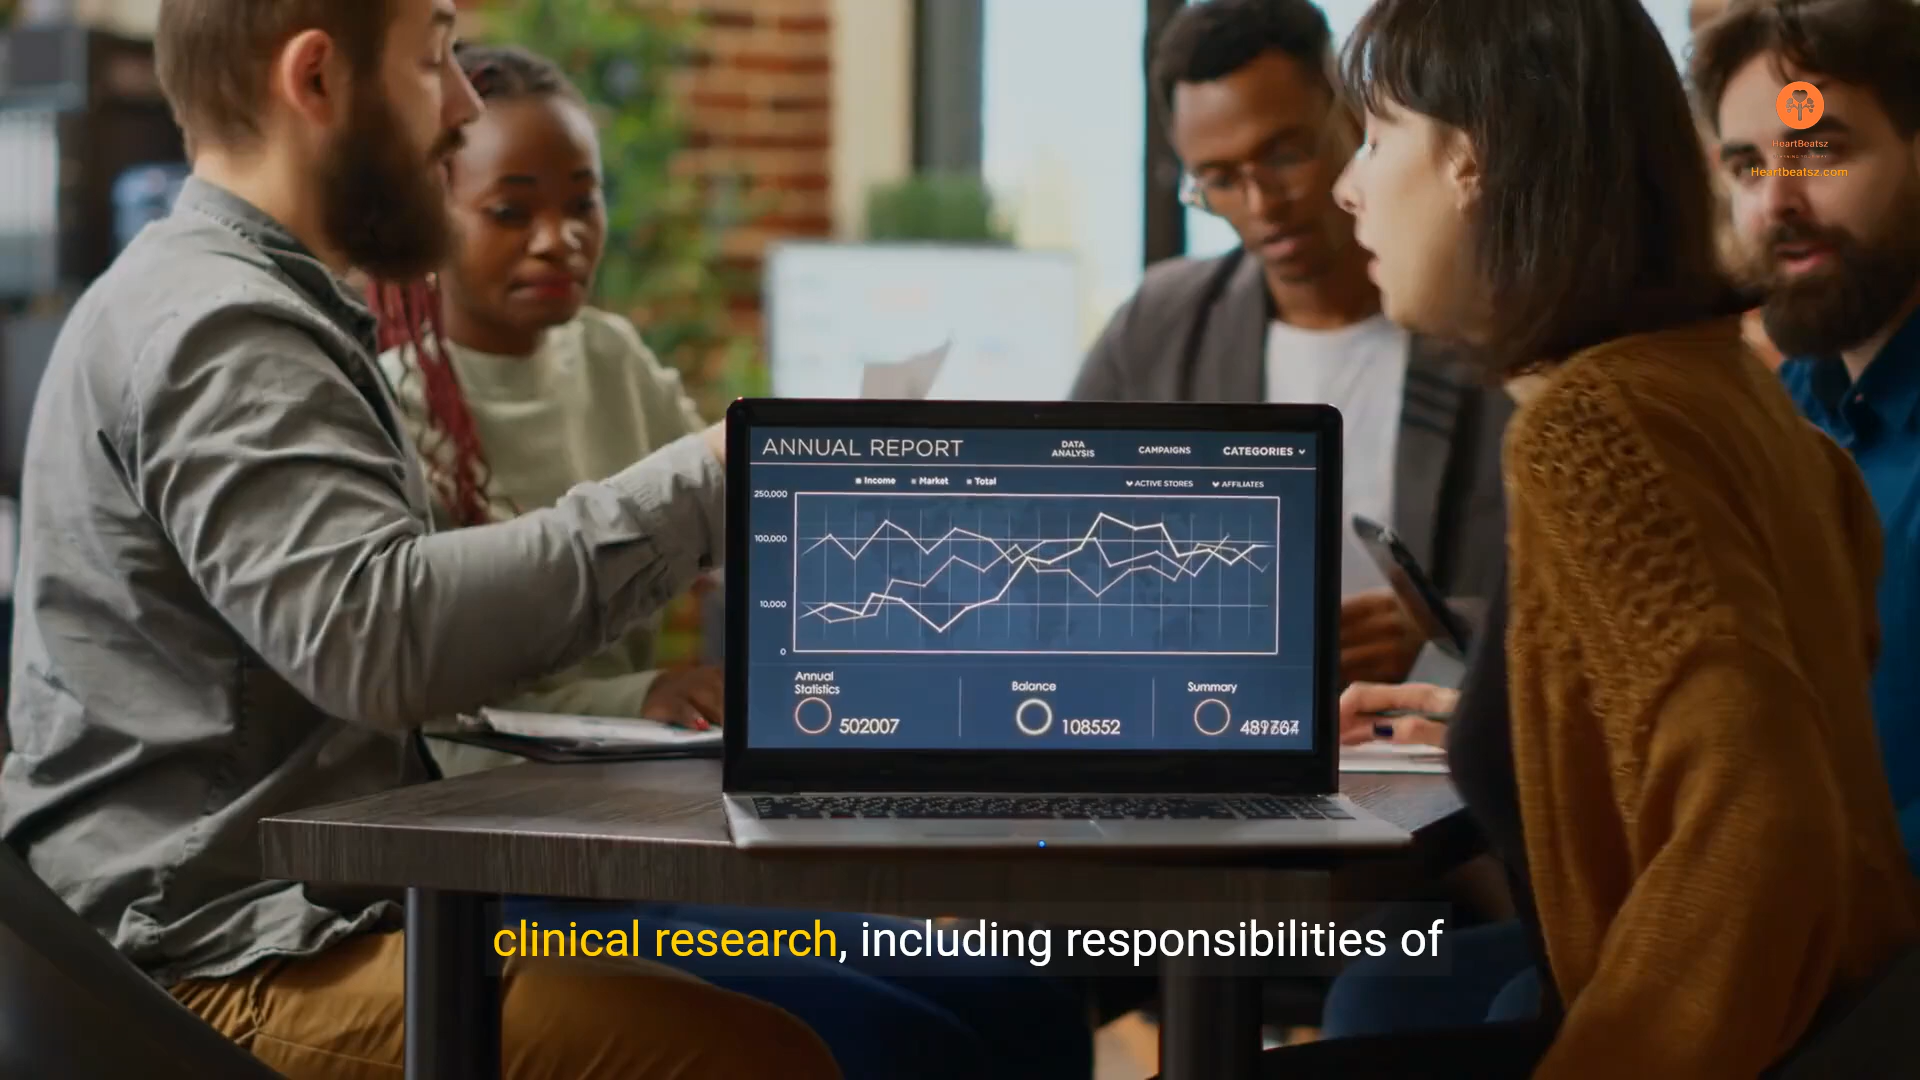 HeartBeatsz
Heartbeatsz.com
ANNUAL REPORT
DATA
ANALYSIS
CAMPAIGNS
CATEGORIES
Income Market Total
ACTIVE STORES AFFILIATES
250,000
100,000
10,000
0
Annual
Statistics
502007
Balance
108552
Summary
clinical research, including responsibilities of